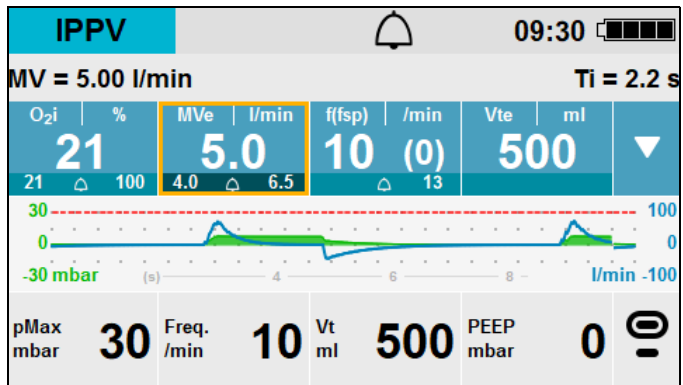 IPPV 09:30
MV = 5.00 l/min Ti = 2.2 s
O₂i % MVe l/min f(fsp) /min Vte ml
21 5.0 10 (0) 500
21 100 4.0 6.5 13
30 100
0 0
-30 mbar (s) 4 6 8 l/min -100
pMax mbar 30 Freq. /min 10 Vt ml 500 PEEP mbar 0